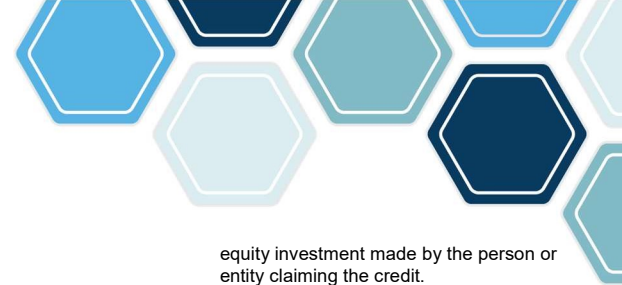 equity investment made by the person or
entity claiming the credit.